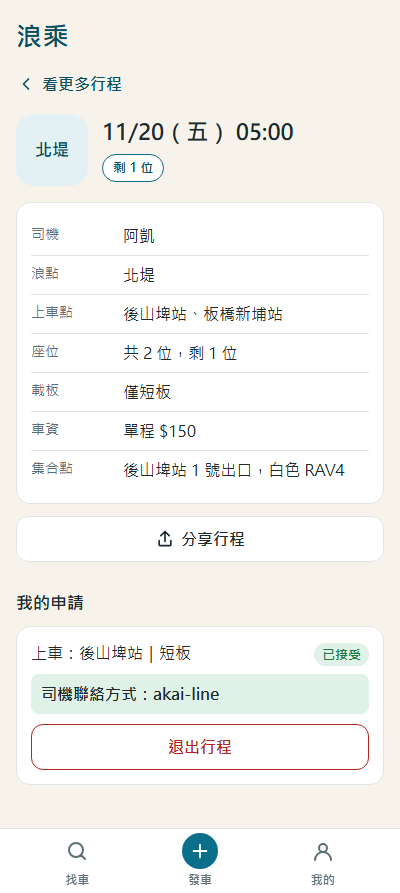 浪乘
看更多行程
北堤
11/20（五）05:00
剩 1 位
司機 阿凱
浪點 北堤
上車點 後山埤站、板橋新埔站
座位 共 2 位，剩 1 位
載板 僅短板
車資 單程 $150
集合點 後山埤站 1 號出口，白色 RAV4
分享行程
我的申請
上車：後山埤站｜短板 已接受
司機聯絡方式：akai-line
退出行程
找車 發車 我的